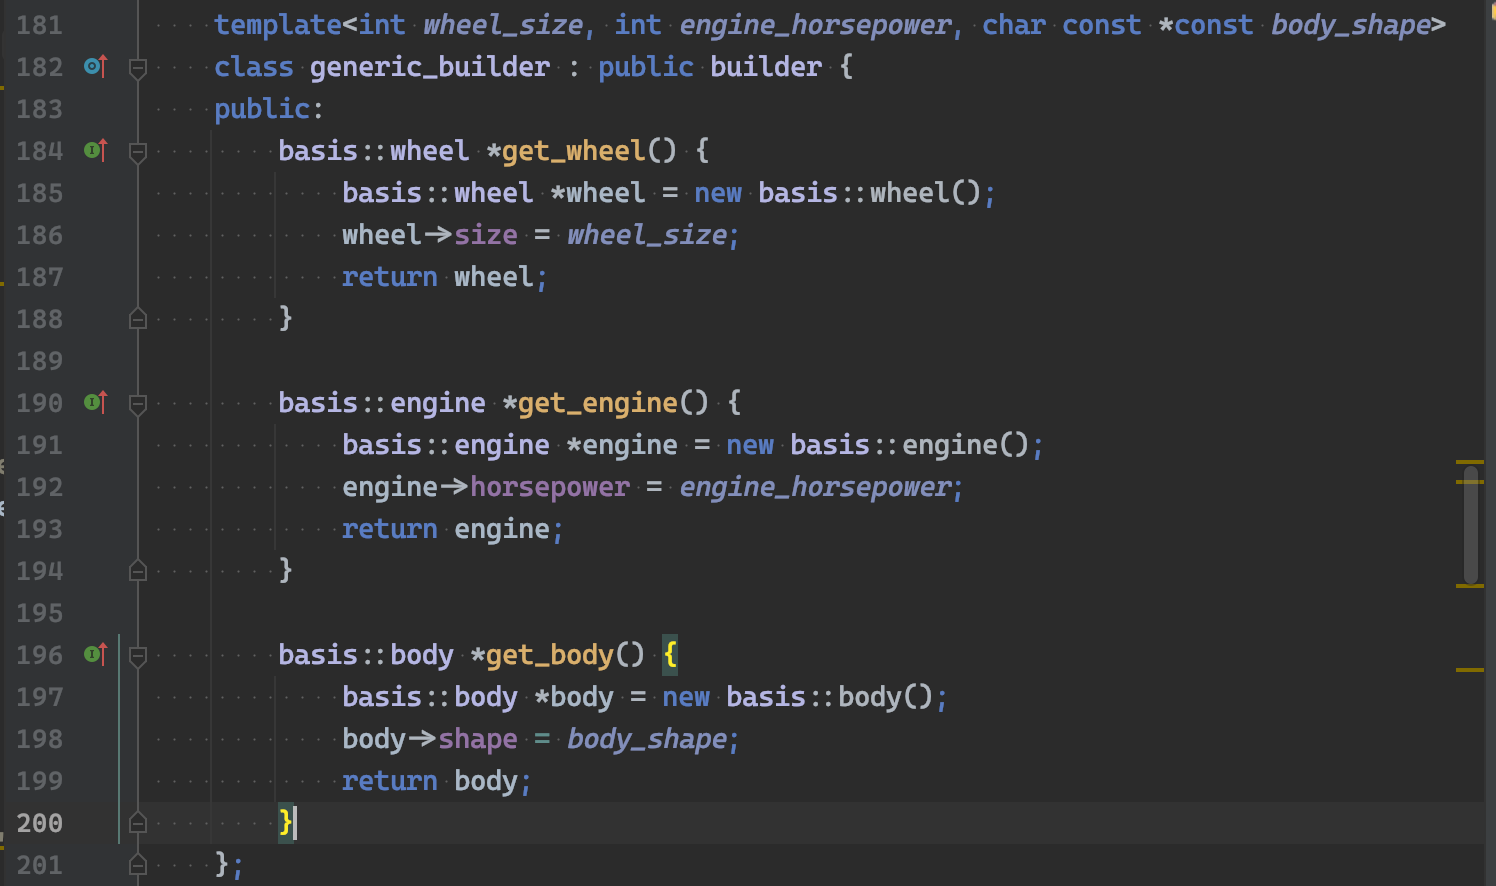 181 template<int wheel_size, int engine_horsepower, char const *const body_shape>
182 class generic_builder : public builder {
183 public:
184 basis::wheel *get_wheel() {
185 basis::wheel *wheel = new basis::wheel();
186 wheel->size = wheel_size;
187 return wheel;
188 }
189
190 basis::engine *get_engine() {
191 basis::engine *engine = new basis::engine();
192 engine->horsepower = engine_horsepower;
193 return engine;
194 }
195
196 basis::body *get_body() {
197 basis::body *body = new basis::body();
198 body->shape = body_shape;
199 return body;
200 }
201 };